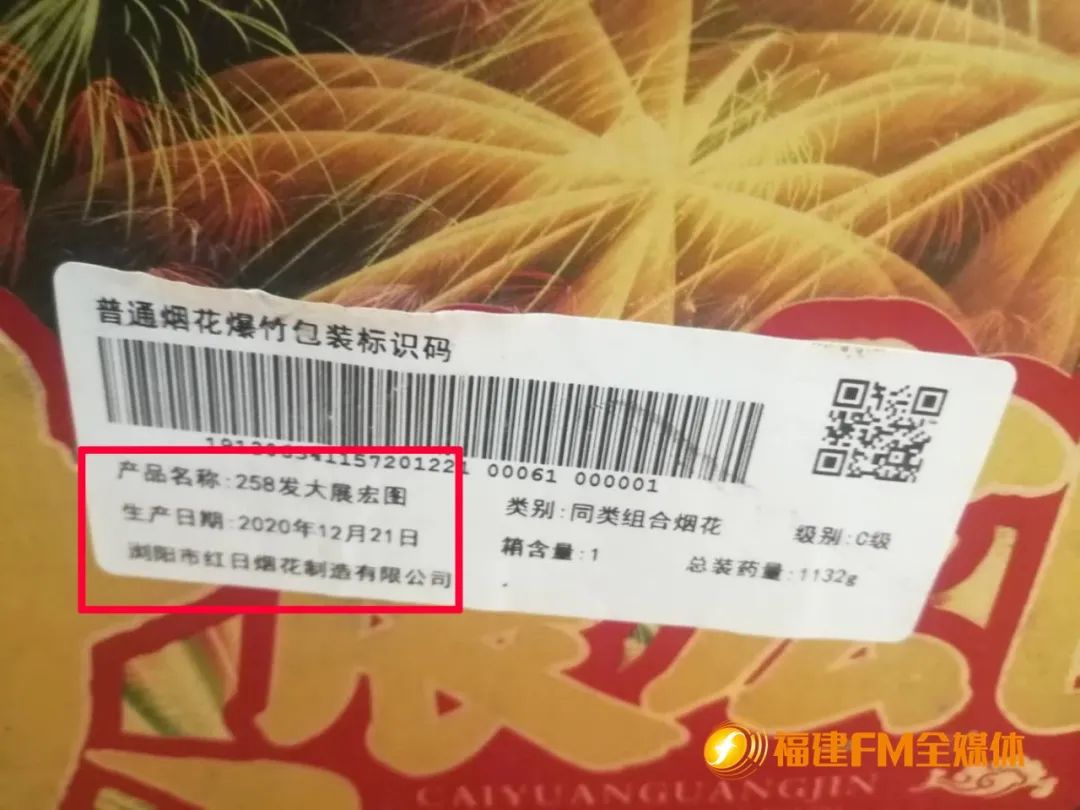 普通烟花爆竹包装标识码
00061 000001
产品名称:258发大展宏图
生产日期:2020年12月21日
浏阳市红日烟花制造有限公司
类别:同类组合烟花
级别:C级
箱含量:1
总装药量:1132g
展宏
福建FM全媒体
CAIYUANGUANGJIN